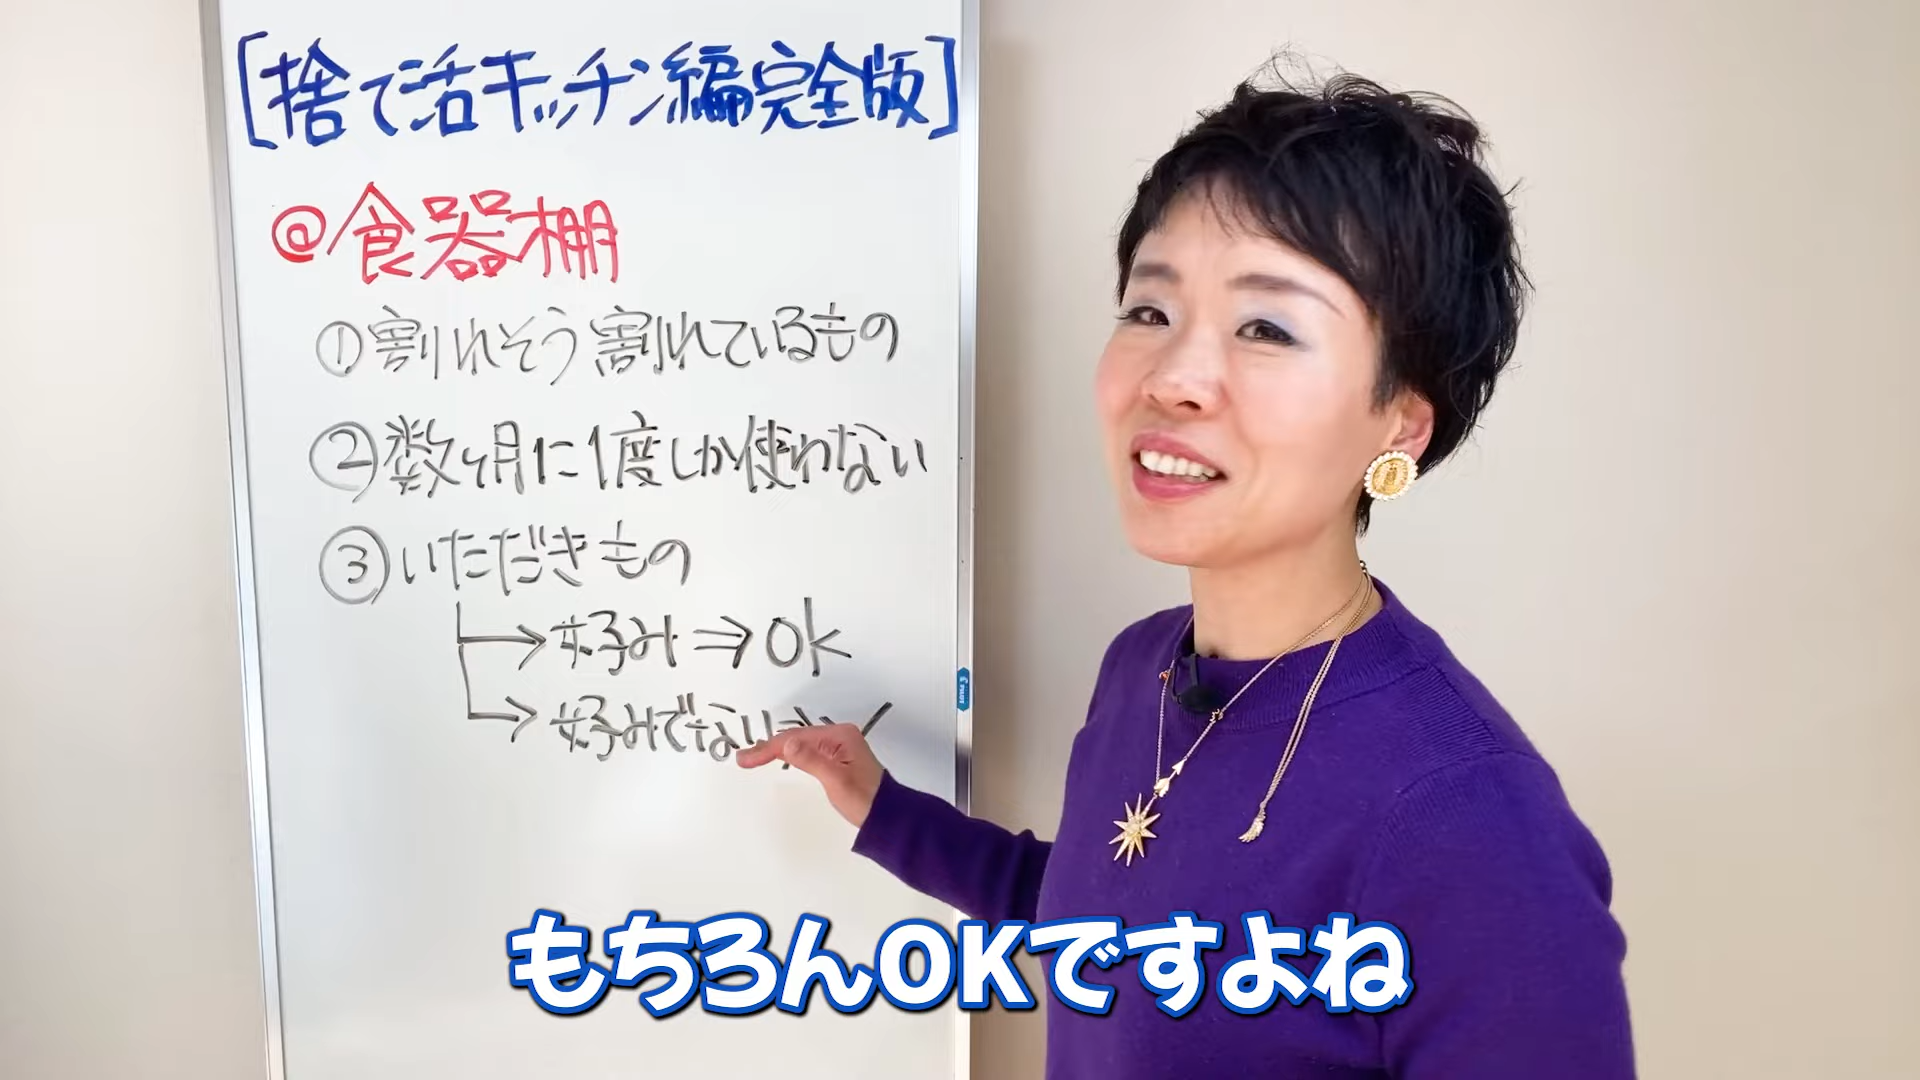 [捨て活キッチン編完全版]
@食器棚
①割れそう割れているもの
②数ヶ月に1度しか使わない
③いただきもの
→好み⇒OK
→好みでない⇒
もちろんOKですよね